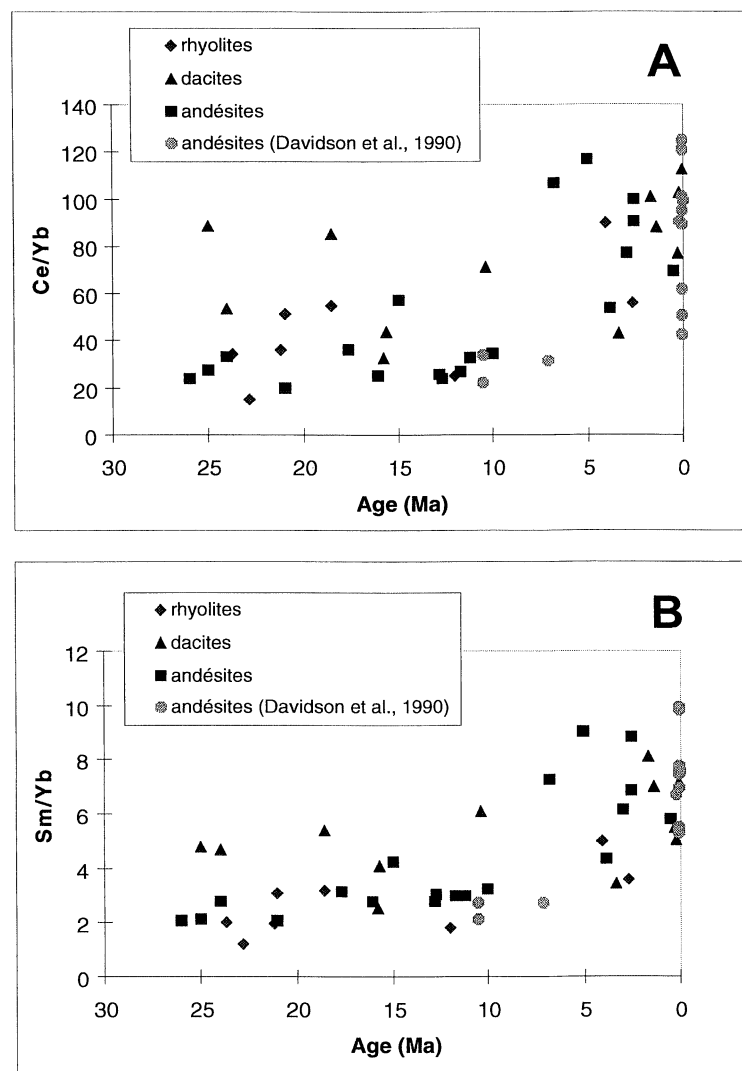 A
rhyolites
dacites
andésites
andésites (Davidson et al., 1990)
Ce/Yb
140
120
100
80
60
40
20
0
30 25 20 15 10 5 0
Age (Ma)
B
rhyolites
dacites
andésites
andésites (Davidson et al., 1990)
Sm/Yb
12
10
8
6
4
2
0
30 25 20 15 10 5 0
Age (Ma)